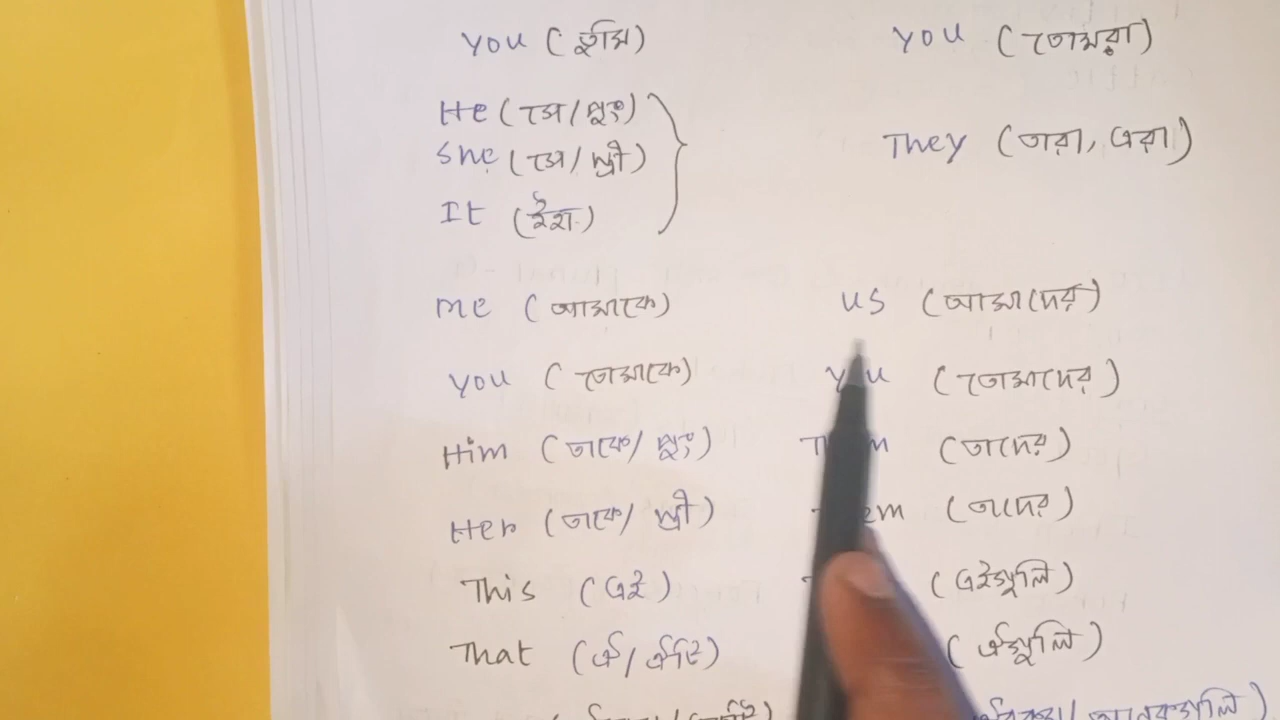 You (তুমি) You (তোমরা)
He (সে/পুং)
She (সে/স্ত্রী) They (তারা, এরা)
It (ইহা)
me (আমাকে) us (আমাদের)
You (তোমাকে) You (তোমাদের)
Him (তাকে/পুং) (তাদের)
Her (তাকে/স্ত্রী) (তাদের)
This (এই) (এইগুলি)
That (ঐ/ঐটি) (ঐগুলি)